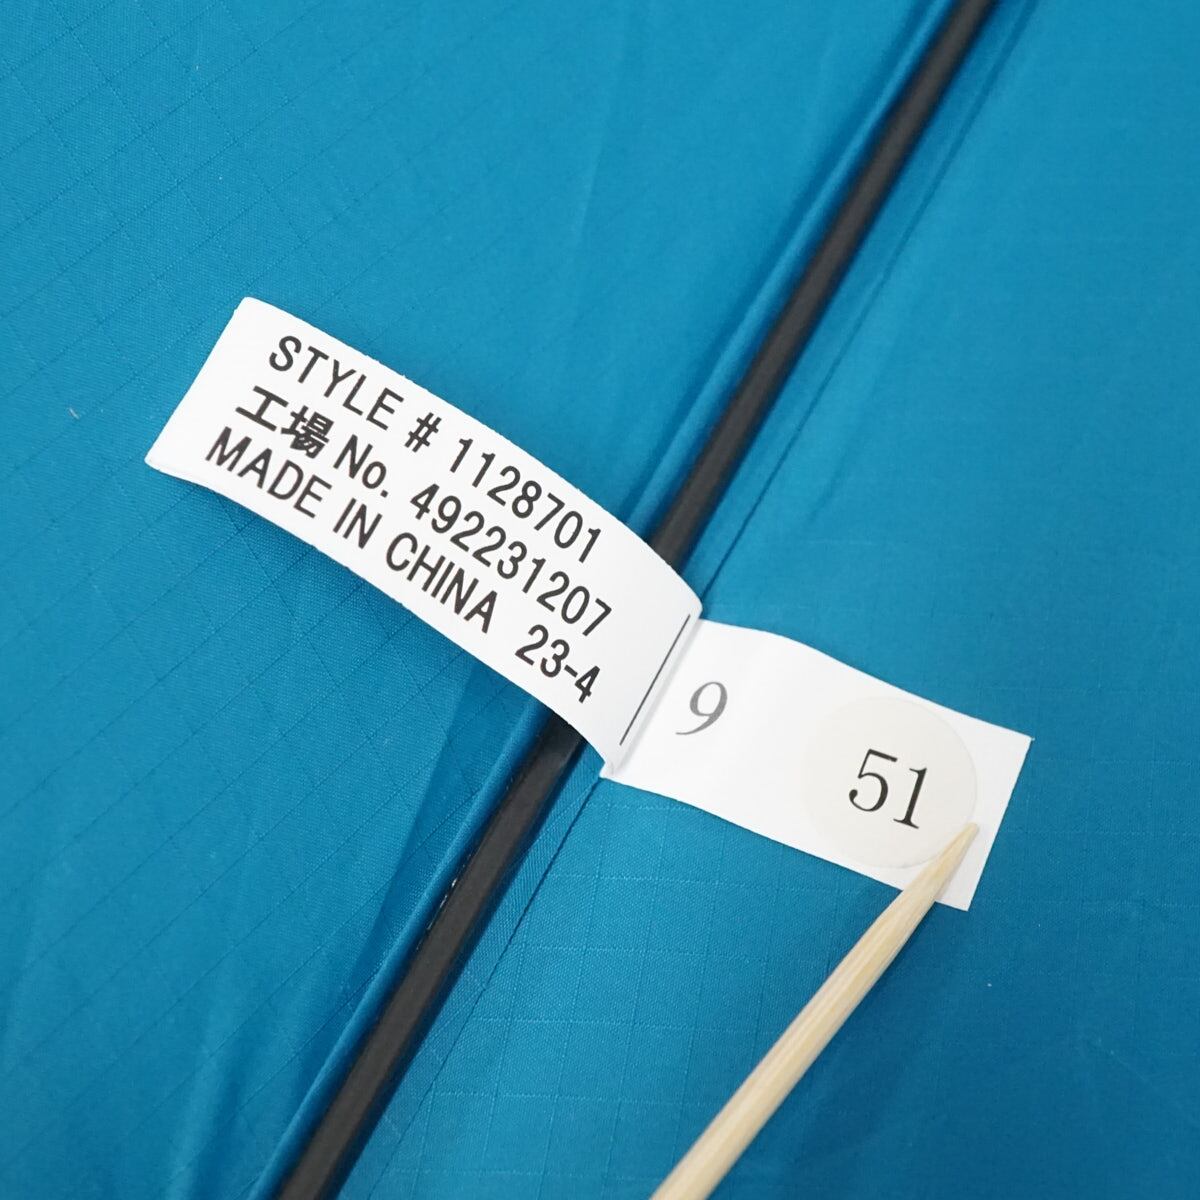 STYLE # 1128701
工場 No. 492231207
MADE IN CHINA 23-4
9
51